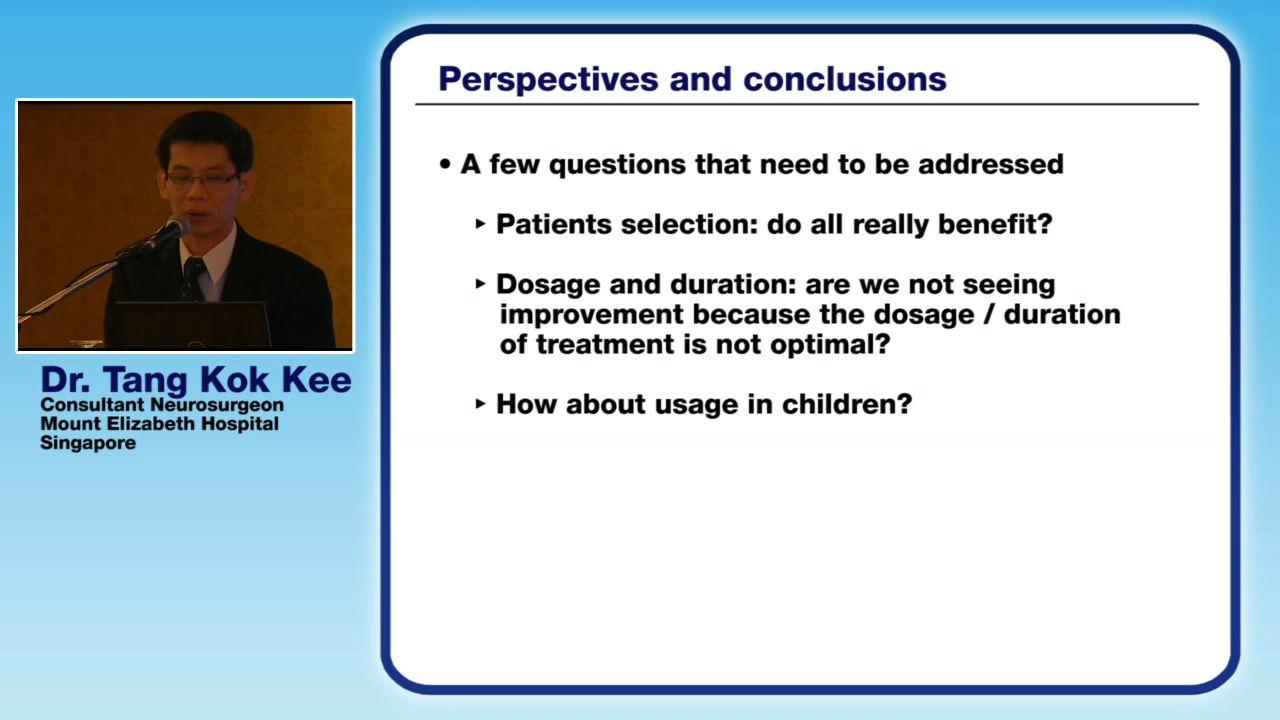 Perspectives and conclusions
• A few questions that need to be addressed
▸ Patients selection: do all really benefit?
▸ Dosage and duration: are we not seeing
improvement because the dosage / duration
of treatment is not optimal?
▸ How about usage in children?
Dr. Tang Kok Kee
Consultant Neurosurgeon
Mount Elizabeth Hospital
Singapore